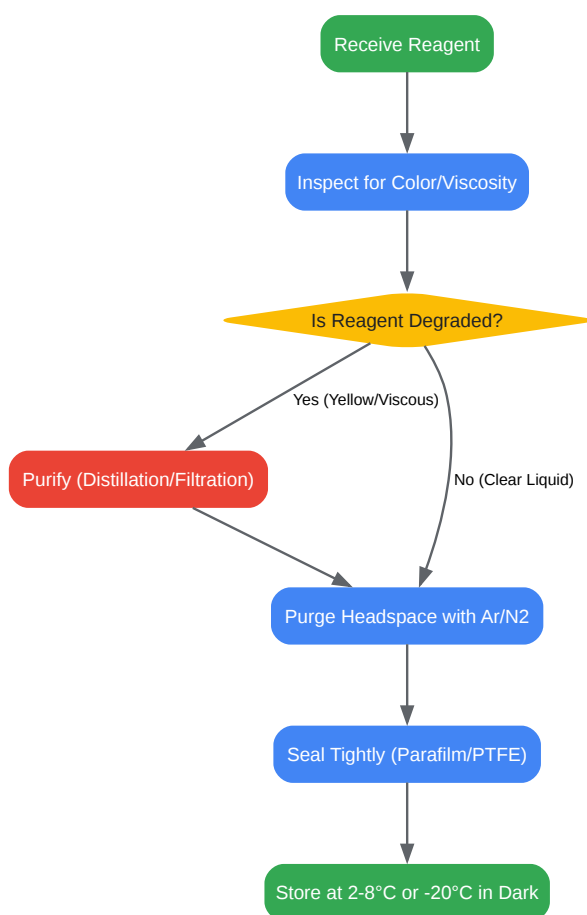 Receive Reagent
Inspect for Color/Viscosity
Is Reagent Degraded?
Yes (Yellow/Viscous)
No (Clear Liquid)
Purify (Distillation/Filtration)
Purge Headspace with Ar/N2
Seal Tightly (Parafilm/PTFE)
Store at 2-8°C or -20°C in Dark